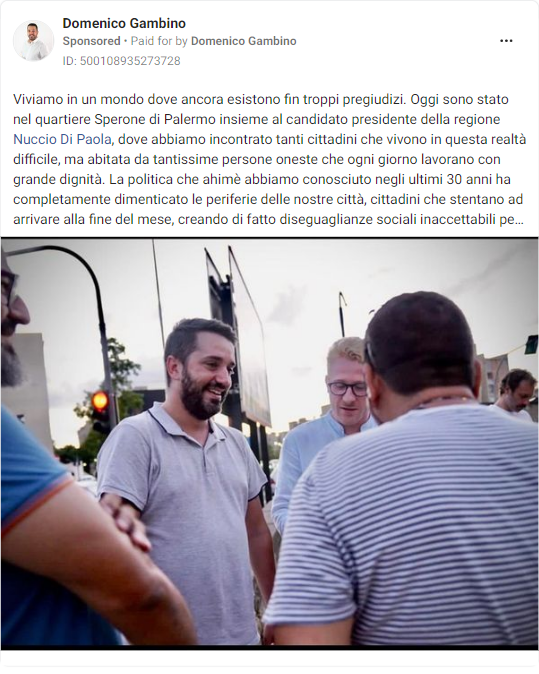 Domenico Gambino
Sponsored • Paid for by Domenico Gambino
ID: 500108935273728
Viviamo in un mondo dove ancora esistono fin troppi pregiudizi. Oggi sono stato
nel quartiere Sperone di Palermo insieme al candidato presidente della regione
Nuccio Di Paola, dove abbiamo incontrato tanti cittadini che vivono in questa realtà
difficile, ma abitata da tantissime persone oneste che ogni giorno lavorano con
grande dignità. La politica che ahimè abbiamo conosciuto negli ultimi 30 anni ha
completamente dimenticato le periferie delle nostre città, cittadini che stentano ad
arrivare alla fine del mese, creando di fatto diseguaglianze sociali inaccettabili pe...